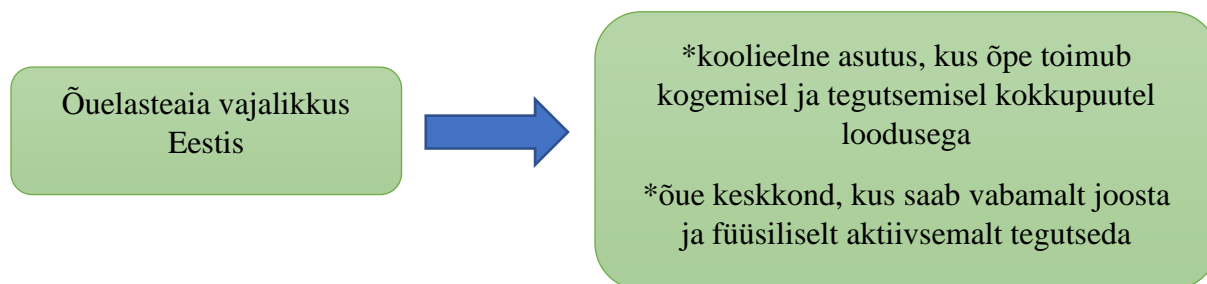 Õuelasteaia vajalikkus
Eestis
*koolieelne asutus, kus õpe toimub
kogemisel ja tegutsemisel kokkupuutel
loodusega
*õue keskkond, kus saab vabamalt joosta
ja füüsiliselt aktiivsemalt tegutseda